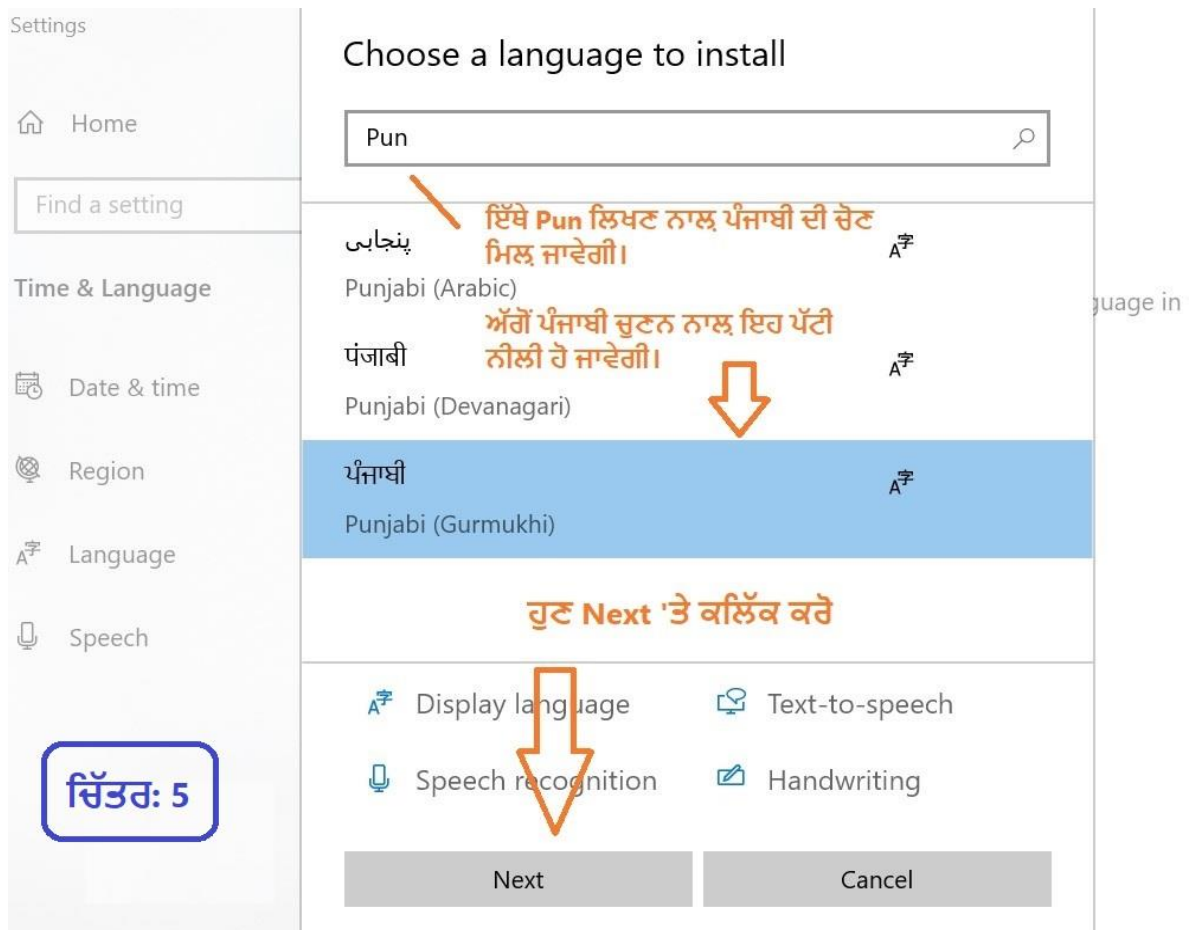 Settings
Home
Find a setting
Time & Language
Date & time
Region
Language
Speech
ਚਿੱਤਰ: 5
Choose a language to install
Pun
ਇੱਥੇ Pun ਲਿਖਣ ਨਾਲ਼ ਪੰਜਾਬੀ ਦੀ ਚੋਣ
ਮਿਲ਼ ਜਾਵੇਗੀ।
پنجابی
Punjabi (Arabic)
ਅੱਗੋਂ ਪੰਜਾਬੀ ਚੁਣਨ ਨਾਲ਼ ਇਹ ਪੱਟੀ
ਨੀਲੀ ਹੋ ਜਾਵੇਗੀ।
पंजाबी
Punjabi (Devanagari)
ਪੰਜਾਬੀ
Punjabi (Gurmukhi)
ਹੁਣ Next 'ਤੇ ਕਲਿੱਕ ਕਰੋ
Display language
Text-to-speech
Speech recognition
Handwriting
Next
Cancel
guage in